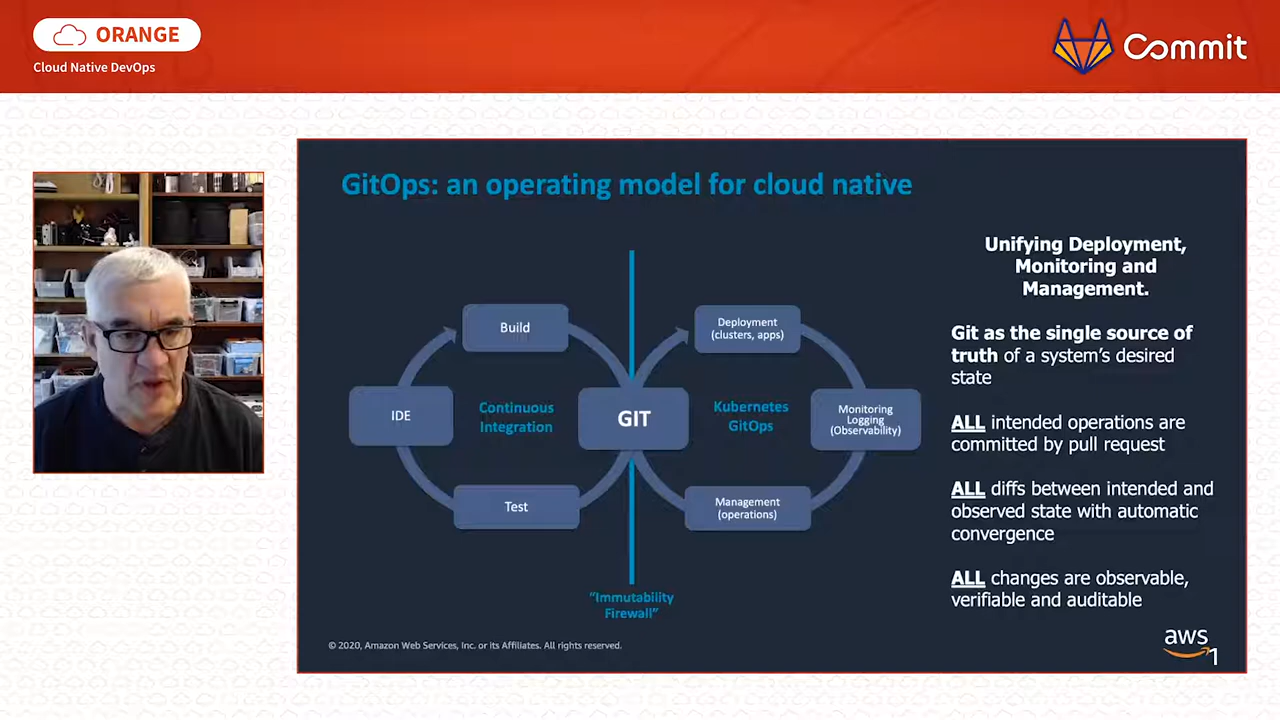 ORANGE
Cloud Native DevOps
Commit
GitOps: an operating model for cloud native
Unifying Deployment,
Monitoring and
Management.
Git as the single source of
truth of a system's desired
state
ALL intended operations are
committed by pull request
ALL diffs between intended and
observed state with automatic
convergence
ALL changes are observable,
verifiable and auditable
Build
IDE
Continuous
Integration
Test
GIT
Deployment
(clusters, apps)
Kubernetes
GitOps
Monitoring
Logging
(Observability)
Management
(operations)
"Immutability
Firewall"
© 2020, Amazon Web Services, Inc. or its Affiliates. All rights reserved.
aws
1